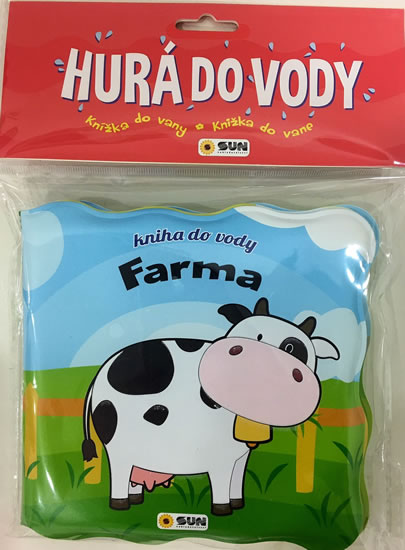 HURÁ DO VODY
Knížka do vany Knižka do vane
SUN
kniha do vody
Farma
SUN